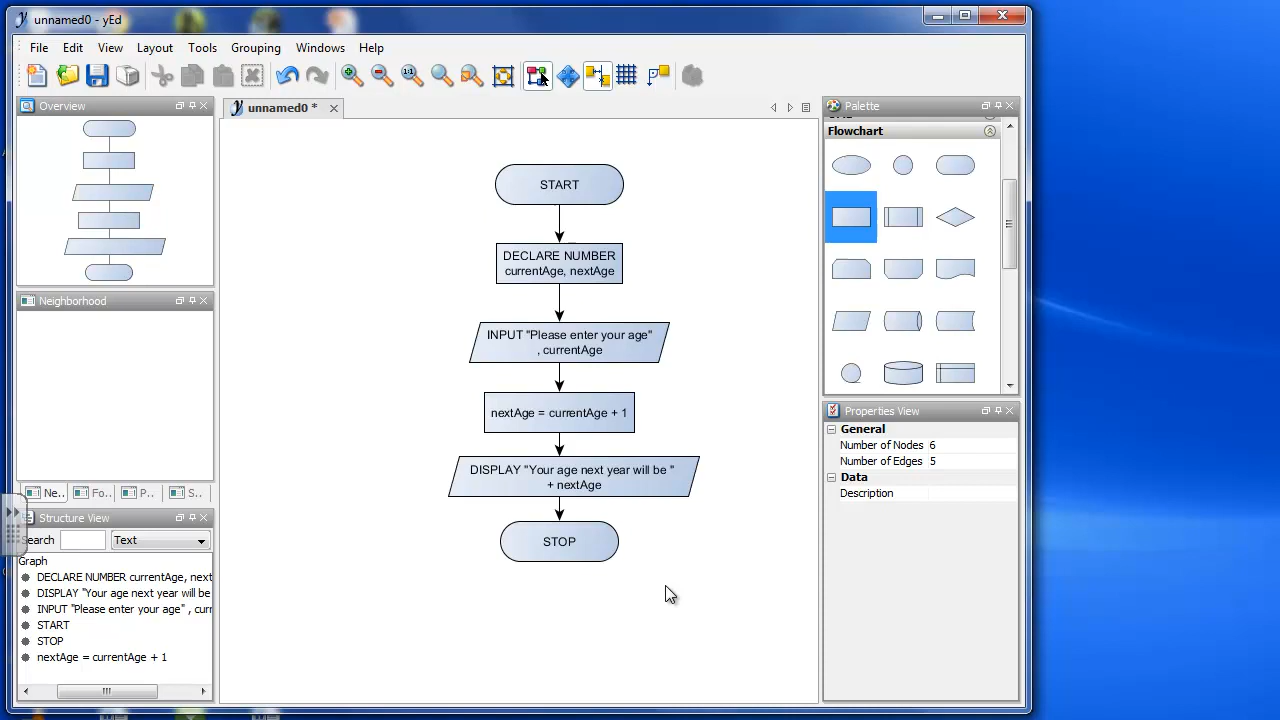 unnamed0 - yEd
File Edit View Layout Tools Grouping Windows Help
1:1
Overview
unnamed0 *
Palette
Flowchart
START
DECLARE NUMBER
currentAge, nextAge
INPUT "Please enter your age"
, currentAge
nextAge = currentAge + 1
DISPLAY "Your age next year will be "
+ nextAge
STOP
Neighborhood
Ne... Fo... P... S...
Structure View
Search Text
Graph
DECLARE NUMBER currentAge, next
DISPLAY "Your age next year will be
INPUT "Please enter your age" , curr
START
STOP
nextAge = currentAge + 1
Properties View
General
Number of Nodes 6
Number of Edges 5
Data
Description